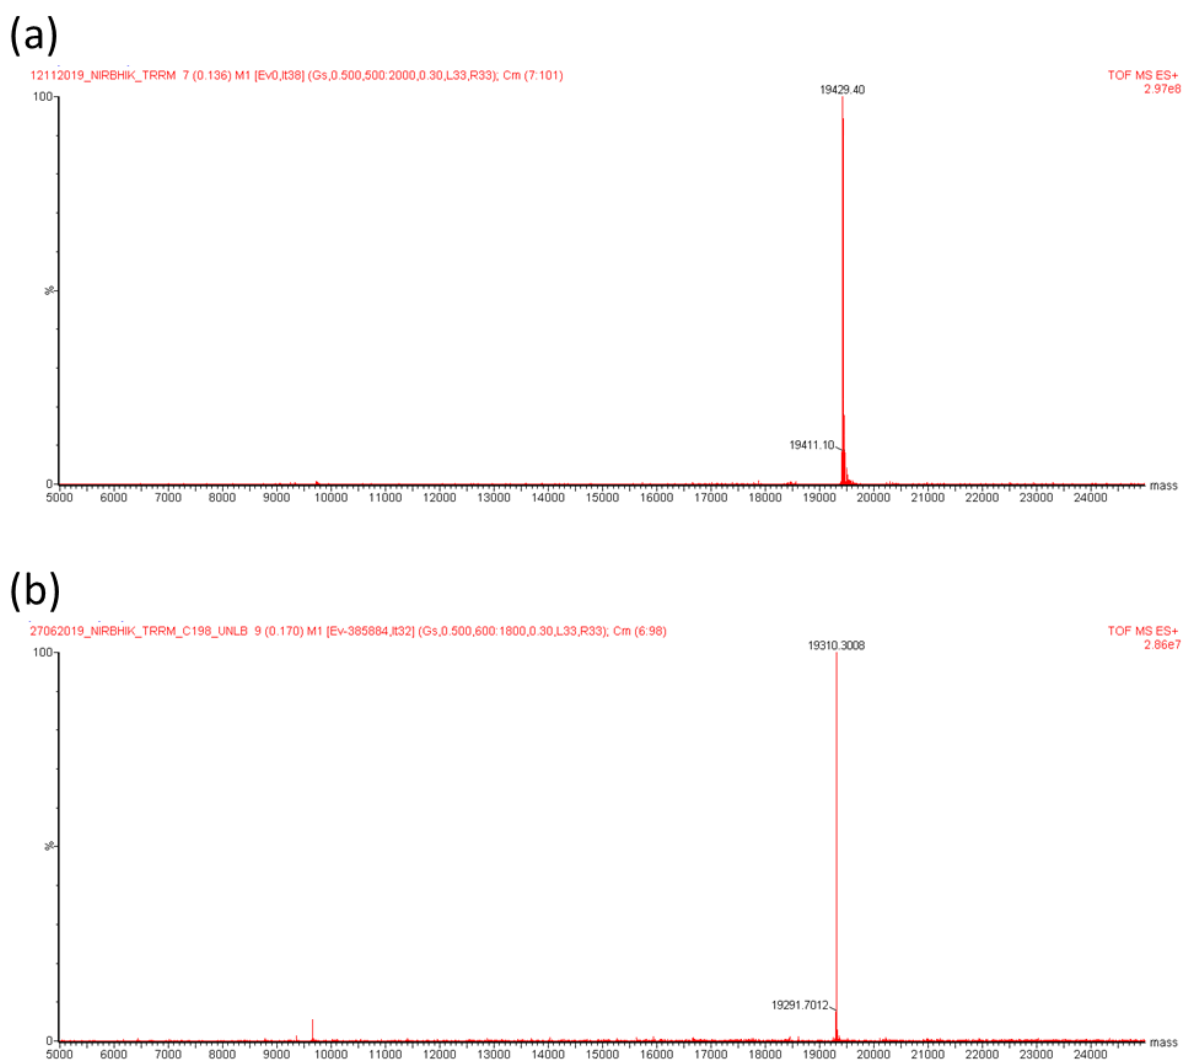 (a)
12112019_NIRBHIK_TRRM 7 (0.136) M1 [Ev0,It38] (Gs,0.500,500:2000,0.30,L33,R33); Cm (7:101)
TOF MS ES+
2.97e8
100
19429.40
%
19411.10
0
5000 6000 7000 8000 9000 10000 11000 12000 13000 14000 15000 16000 17000 18000 19000 20000 21000 22000 23000 24000 mass
(b)
27062019_NIRBHIK_TRRM_C198_UNLB 9 (0.170) M1 [Ev-385884,It32] (Gs,0.500,600:1800,0.30,L33,R33); Cm (6:98)
TOF MS ES+
2.86e7
100
19310.3008
%
19291.7012
0
5000 6000 7000 8000 9000 10000 11000 12000 13000 14000 15000 16000 17000 18000 19000 20000 21000 22000 23000 24000 mass